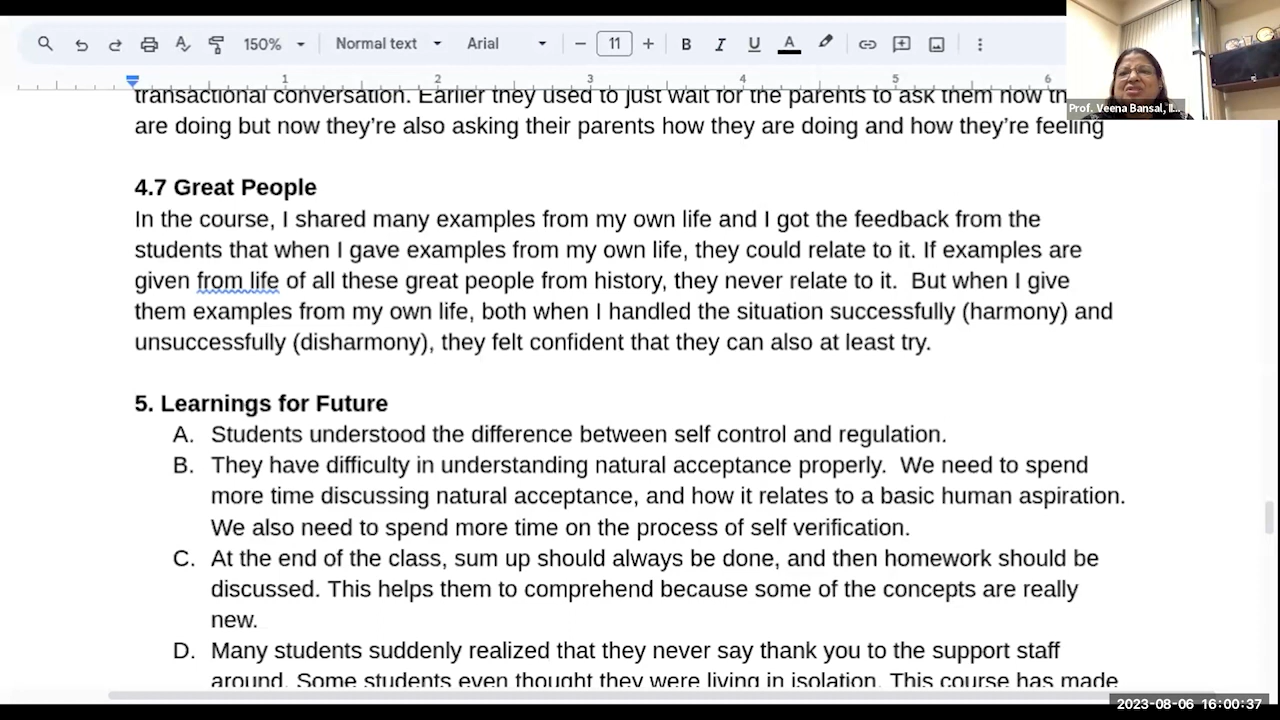 150%
Normal text
Arial
11
B I U A
1 2 3 4 5 6
transactional conversation. Earlier they used to just wait for the parents to ask them how
are doing but now they're also asking their parents how they are doing and how they're feeling
Prof. Veena Bansal, II...
4.7 Great People
In the course, I shared many examples from my own life and I got the feedback from the
students that when I gave examples from my own life, they could relate to it. If examples are
given from life of all these great people from history, they never relate to it.  But when I give
them examples from my own life, both when I handled the situation successfully (harmony) and
unsuccessfully (disharmony), they felt confident that they can also at least try.
5. Learnings for Future
A. Students understood the difference between self control and regulation.
B. They have difficulty in understanding natural acceptance properly.  We need to spend
more time discussing natural acceptance, and how it relates to a basic human aspiration.
We also need to spend more time on the process of self verification.
C. At the end of the class, sum up should always be done, and then homework should be
discussed. This helps them to comprehend because some of the concepts are really
new.
D. Many students suddenly realized that they never say thank you to the support staff
around. Some students even thought they were living in isolation. This course has made
2023-08-06 16:00:37